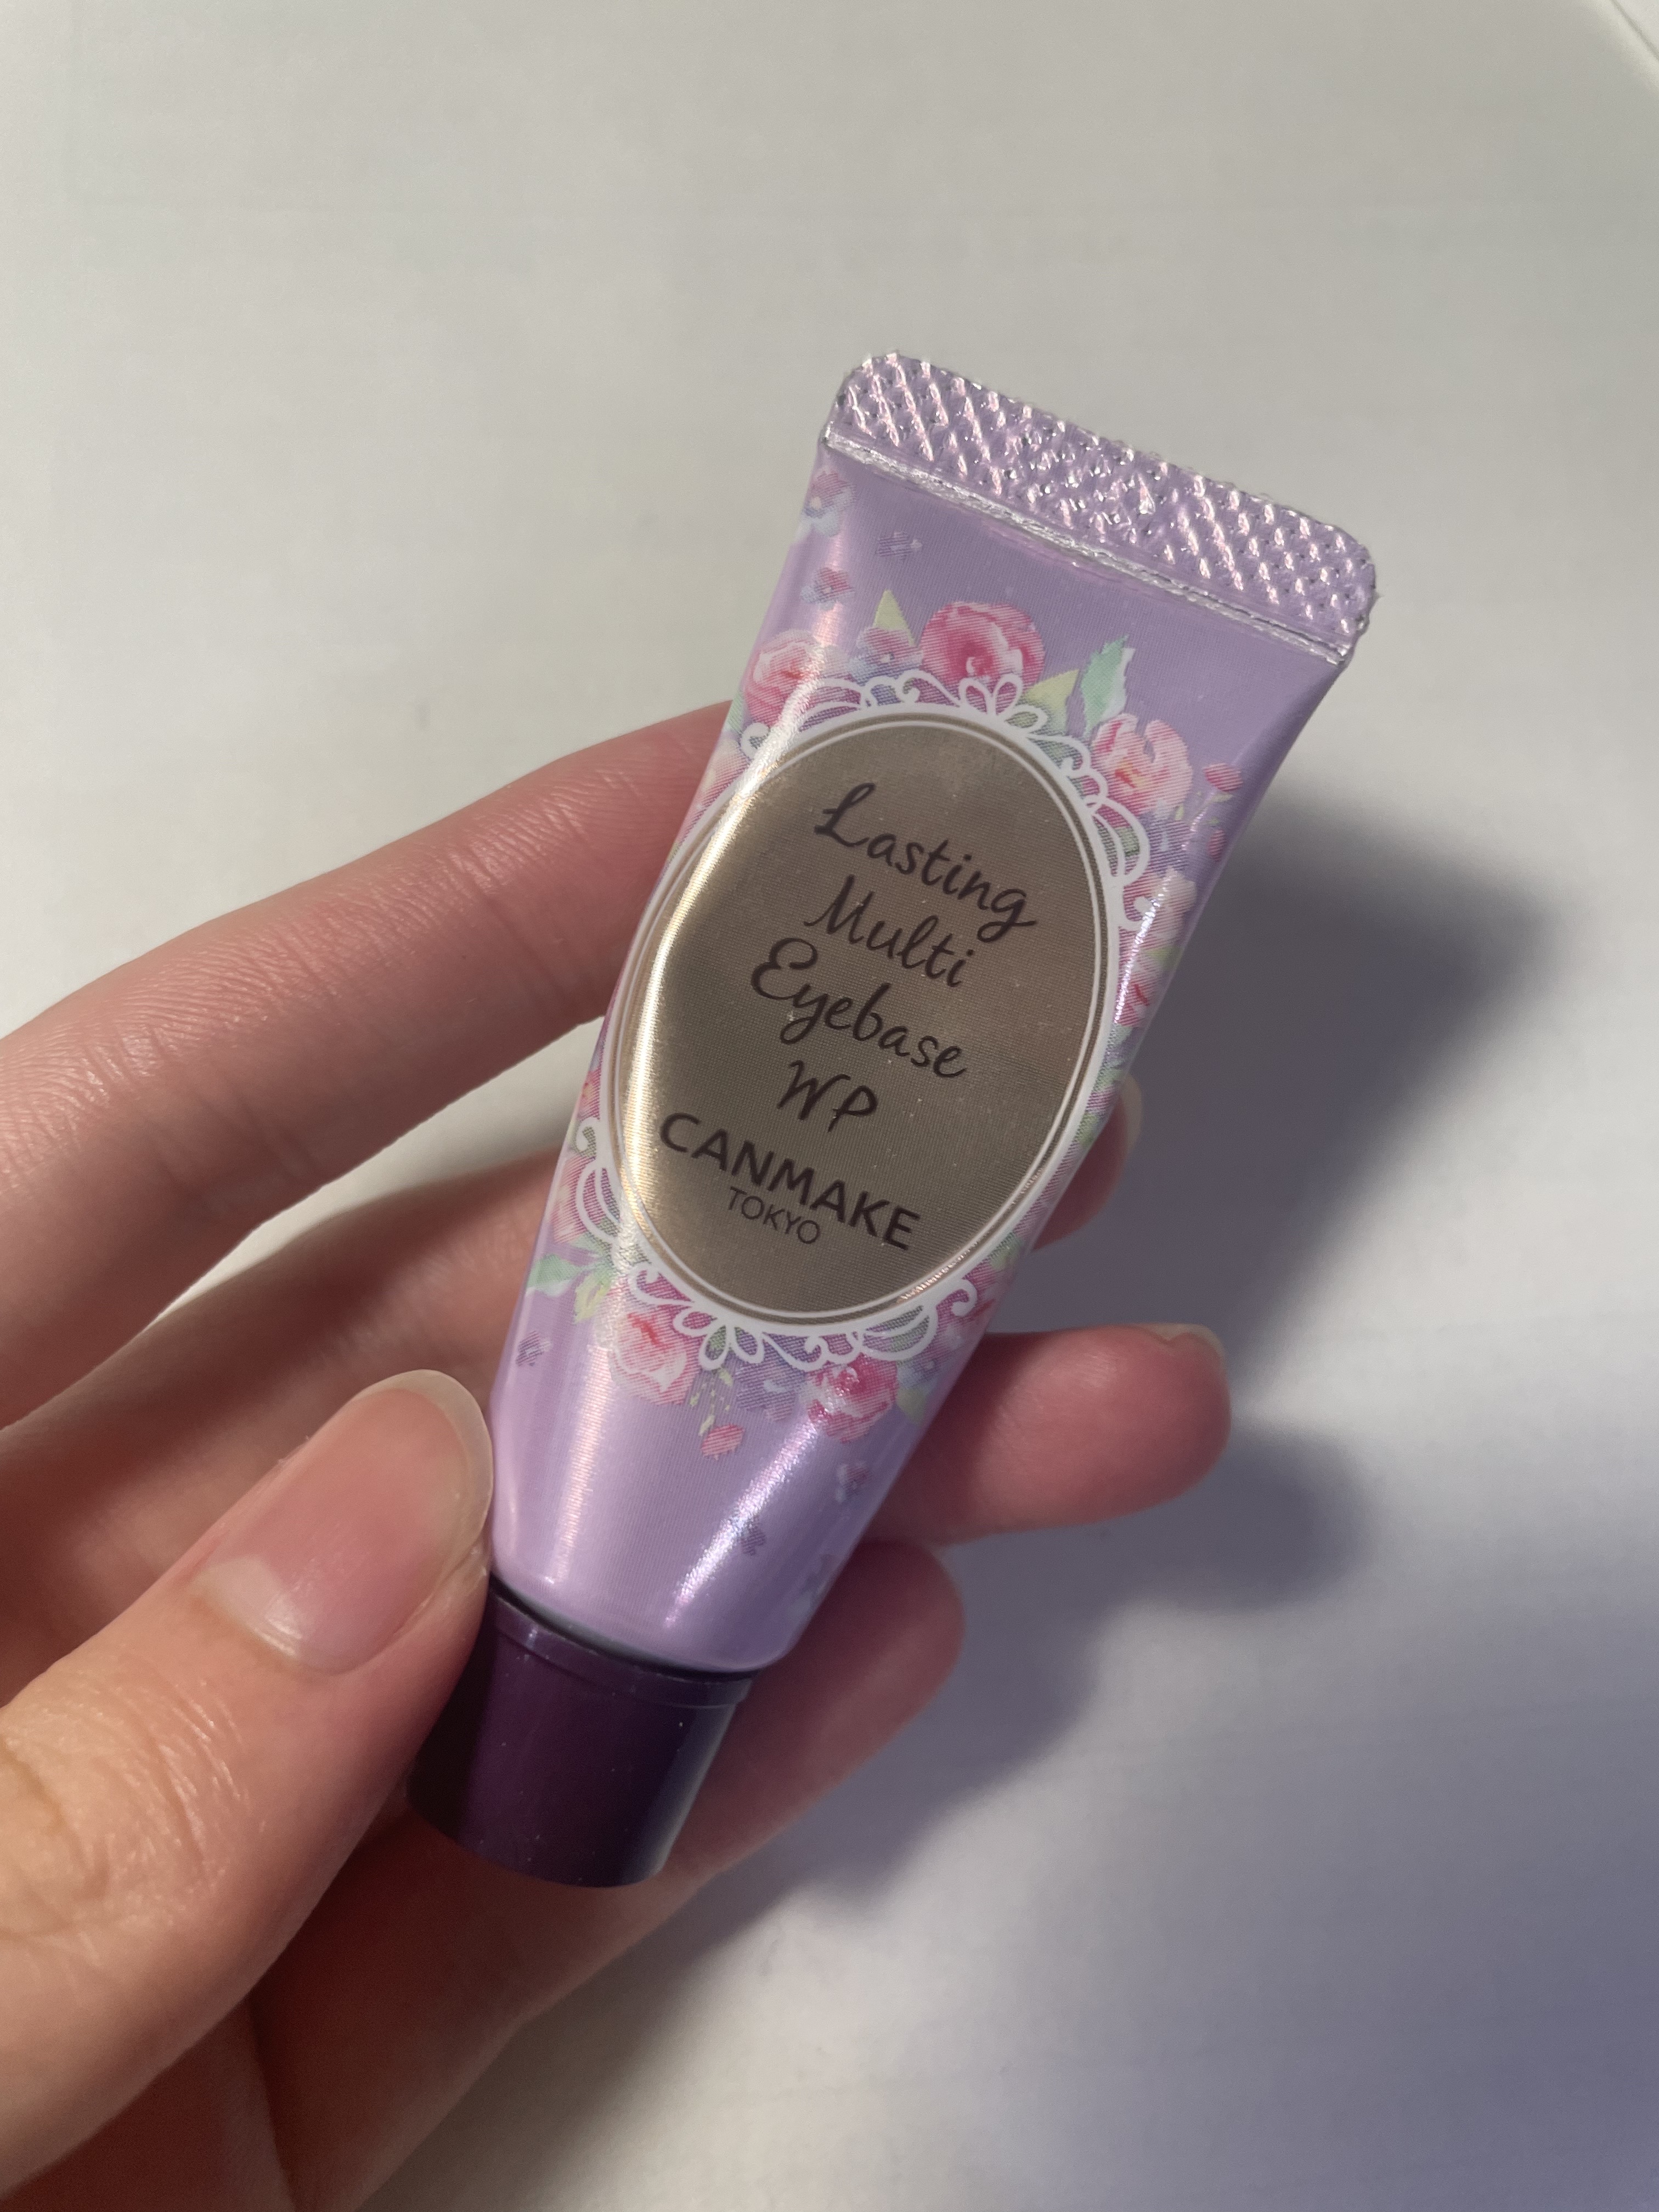 Lasting
Multi
Eyebase
WP
CANMAKE
TOKYO